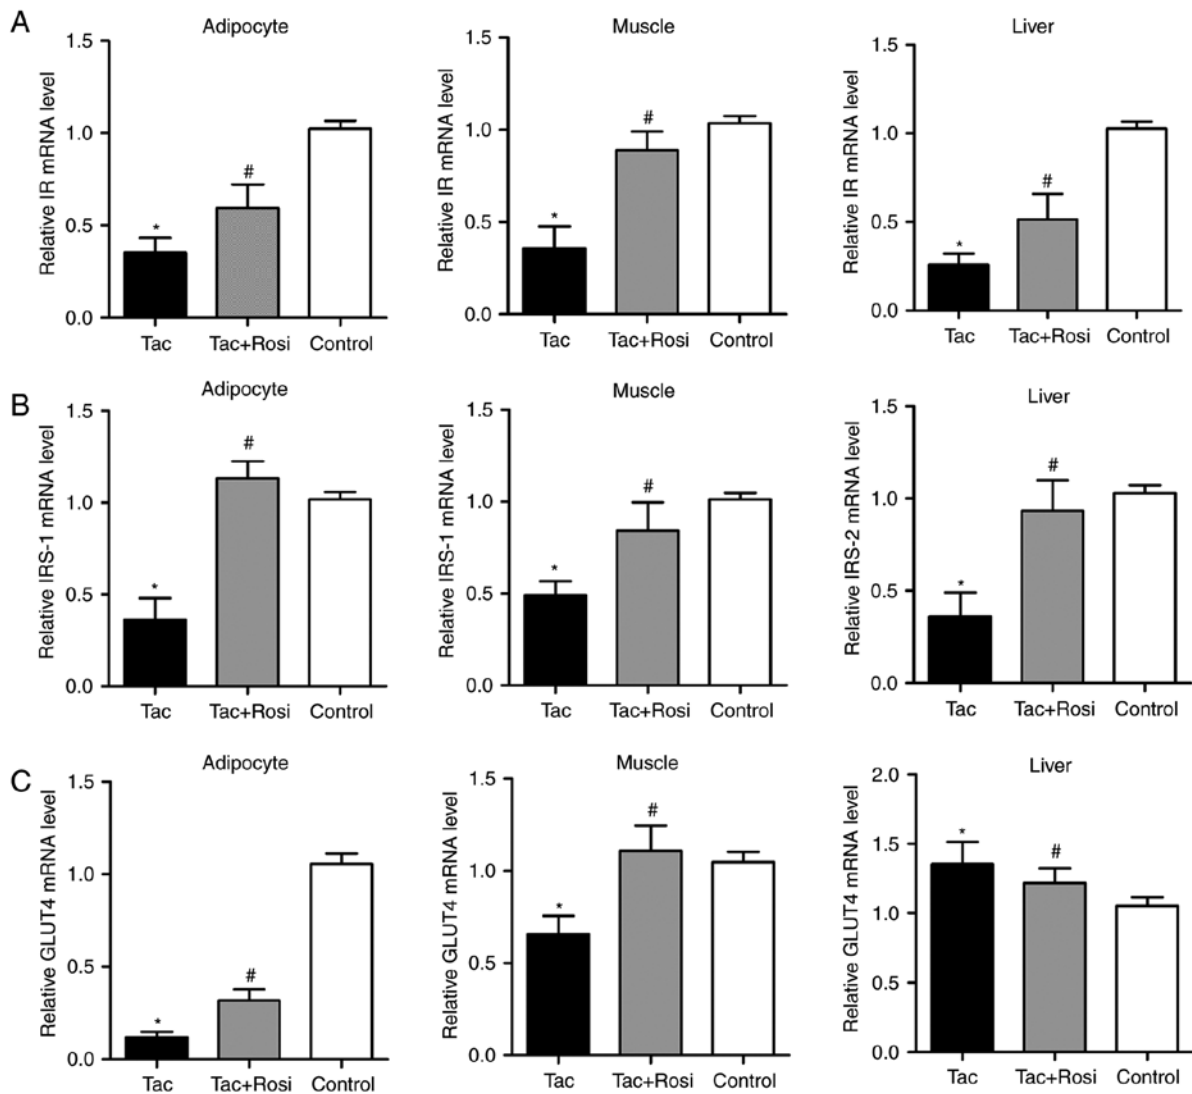 A
Adipocyte
Relative IR mRNA level
1.5
1.0
0.5
0.0
*
#
Tac
Tac+Rosi
Control
Muscle
Relative IR mRNA level
1.5
1.0
0.5
0.0
*
#
Tac
Tac+Rosi
Control
Liver
Relative IR mRNA level
1.5
1.0
0.5
0.0
*
#
Tac
Tac+Rosi
Control
B
Adipocyte
Relative IRS-1 mRNA level
1.5
1.0
0.5
0.0
*
#
Tac
Tac+Rosi
Control
Muscle
Relative IRS-1 mRNA level
1.5
1.0
0.5
0.0
*
#
Tac
Tac+Rosi
Control
Liver
Relative IRS-2 mRNA level
1.5
1.0
0.5
0.0
*
#
Tac
Tac+Rosi
Control
C
Adipocyte
Relative GLUT4 mRNA level
1.5
1.0
0.5
0.0
*
#
Tac
Tac+Rosi
Control
Muscle
Relative GLUT4 mRNA level
1.5
1.0
0.5
0.0
*
#
Tac
Tac+Rosi
Control
Liver
Relative GLUT4 mRNA level
2.0
1.5
1.0
0.5
0.0
*
#
Tac
Tac+Rosi
Control